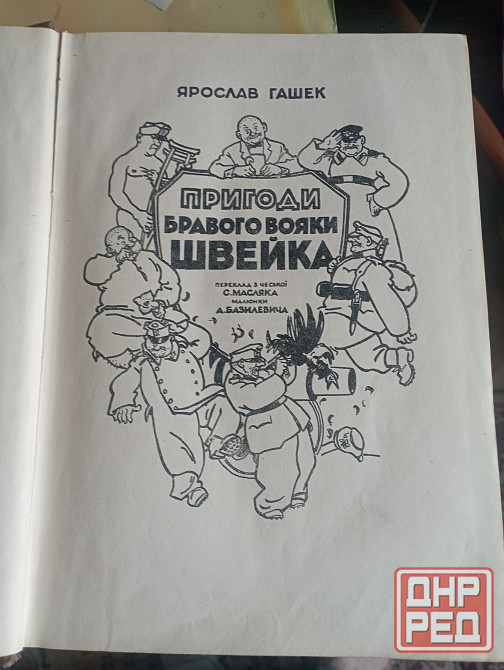 ЯРОСЛАВ ГАШЕК
ПРИГОДИ
БРАВОГО ВОЯКИ
ШВЕЙКА
ПЕРЕКЛАД З ЧЕСЬКОЇ
С. МАСЛЯКА
МАЛЮНКИ
А. БАЗИЛЕВИЧА
ДНР
РЕД